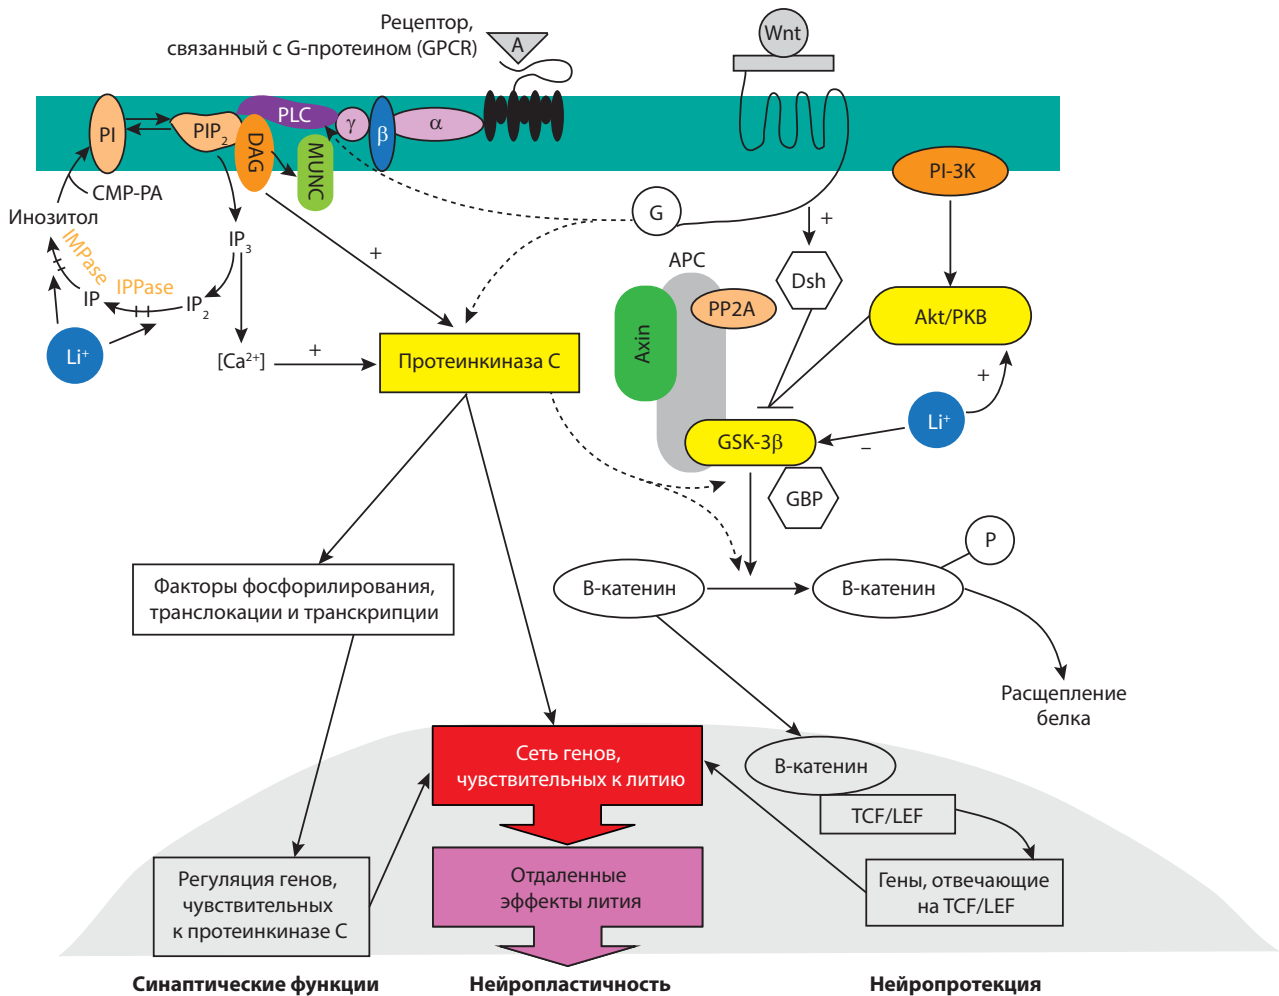 Рецептор,
связанный с G-протеином (GPCR)
A
Wnt
PI
PIP2
DAG
PLC
MUNC
γ
β
α
PI-3K
CMP-PA
Инозитол
IMPase
IPPase
IP
IP2
IP3
Li+
[Ca2+]
+
+
Протеинкиназа C
G
+
Dsh
APC
PP2A
Axin
Akt/PKB
+
Li+
–
GSK-3β
GBP
P
Факторы фосфорилирования,
транслокации и транскрипции
В-катенин
В-катенин
Расщепление
белка
Сеть генов,
чувствительных к литию
В-катенин
TCF/LEF
Регуляция генов,
чувствительных
к протеинкиназе C
Отдаленные
эффекты лития
Гены, отвечающие
на TCF/LEF
Синаптические функции
Нейропластичность
Нейропротекция